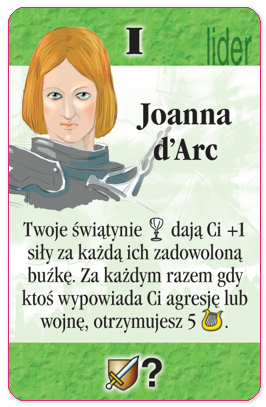 I
lider
Joanna
d'Arc
Twoje świątynie dają Ci +1
siły za każdą ich zadowoloną
buźkę. Za każdym razem gdy
ktoś wypowiada Ci agresję lub
wojnę, otrzymujesz 5 .
?